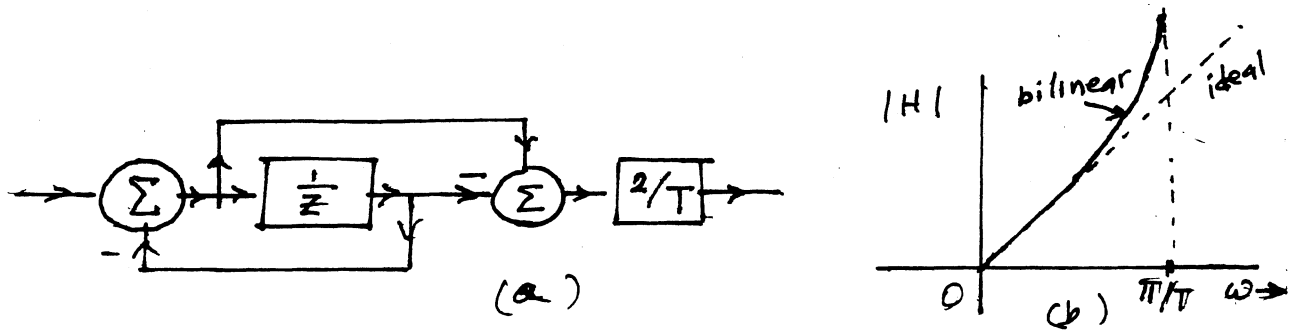 Σ
1/z
-
Σ
2/T
-
(a)
|H|
bilinear
ideal
0
π/T
ω→
(b)